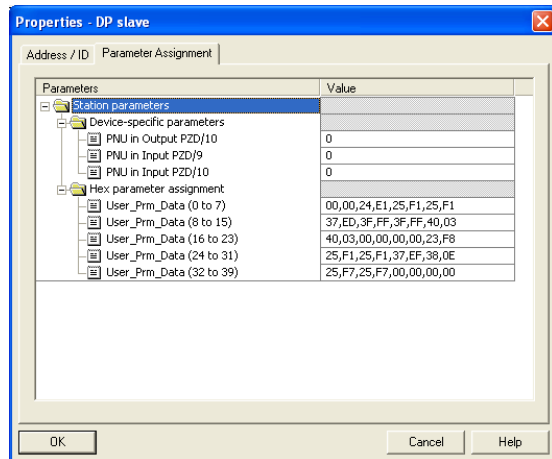 Properties - DP slave
Address / ID Parameter Assignment
Parameters Value
Station parameters
Device-specific parameters
PNU in Output PZD/10 0
PNU in Input PZD/9 0
PNU in Input PZD/10 0
Hex parameter assignment
User_Prm_Data (0 to 7) 00,00,24,E1,25,F1,25,F1
User_Prm_Data (8 to 15) 37,ED,3F,FF,3F,FF,40,03
User_Prm_Data (16 to 23) 40,03,00,00,00,00,23,F8
User_Prm_Data (24 to 31) 25,F1,25,F1,37,EF,38,0E
User_Prm_Data (32 to 39) 25,F7,25,F7,00,00,00,00
OK Cancel Help